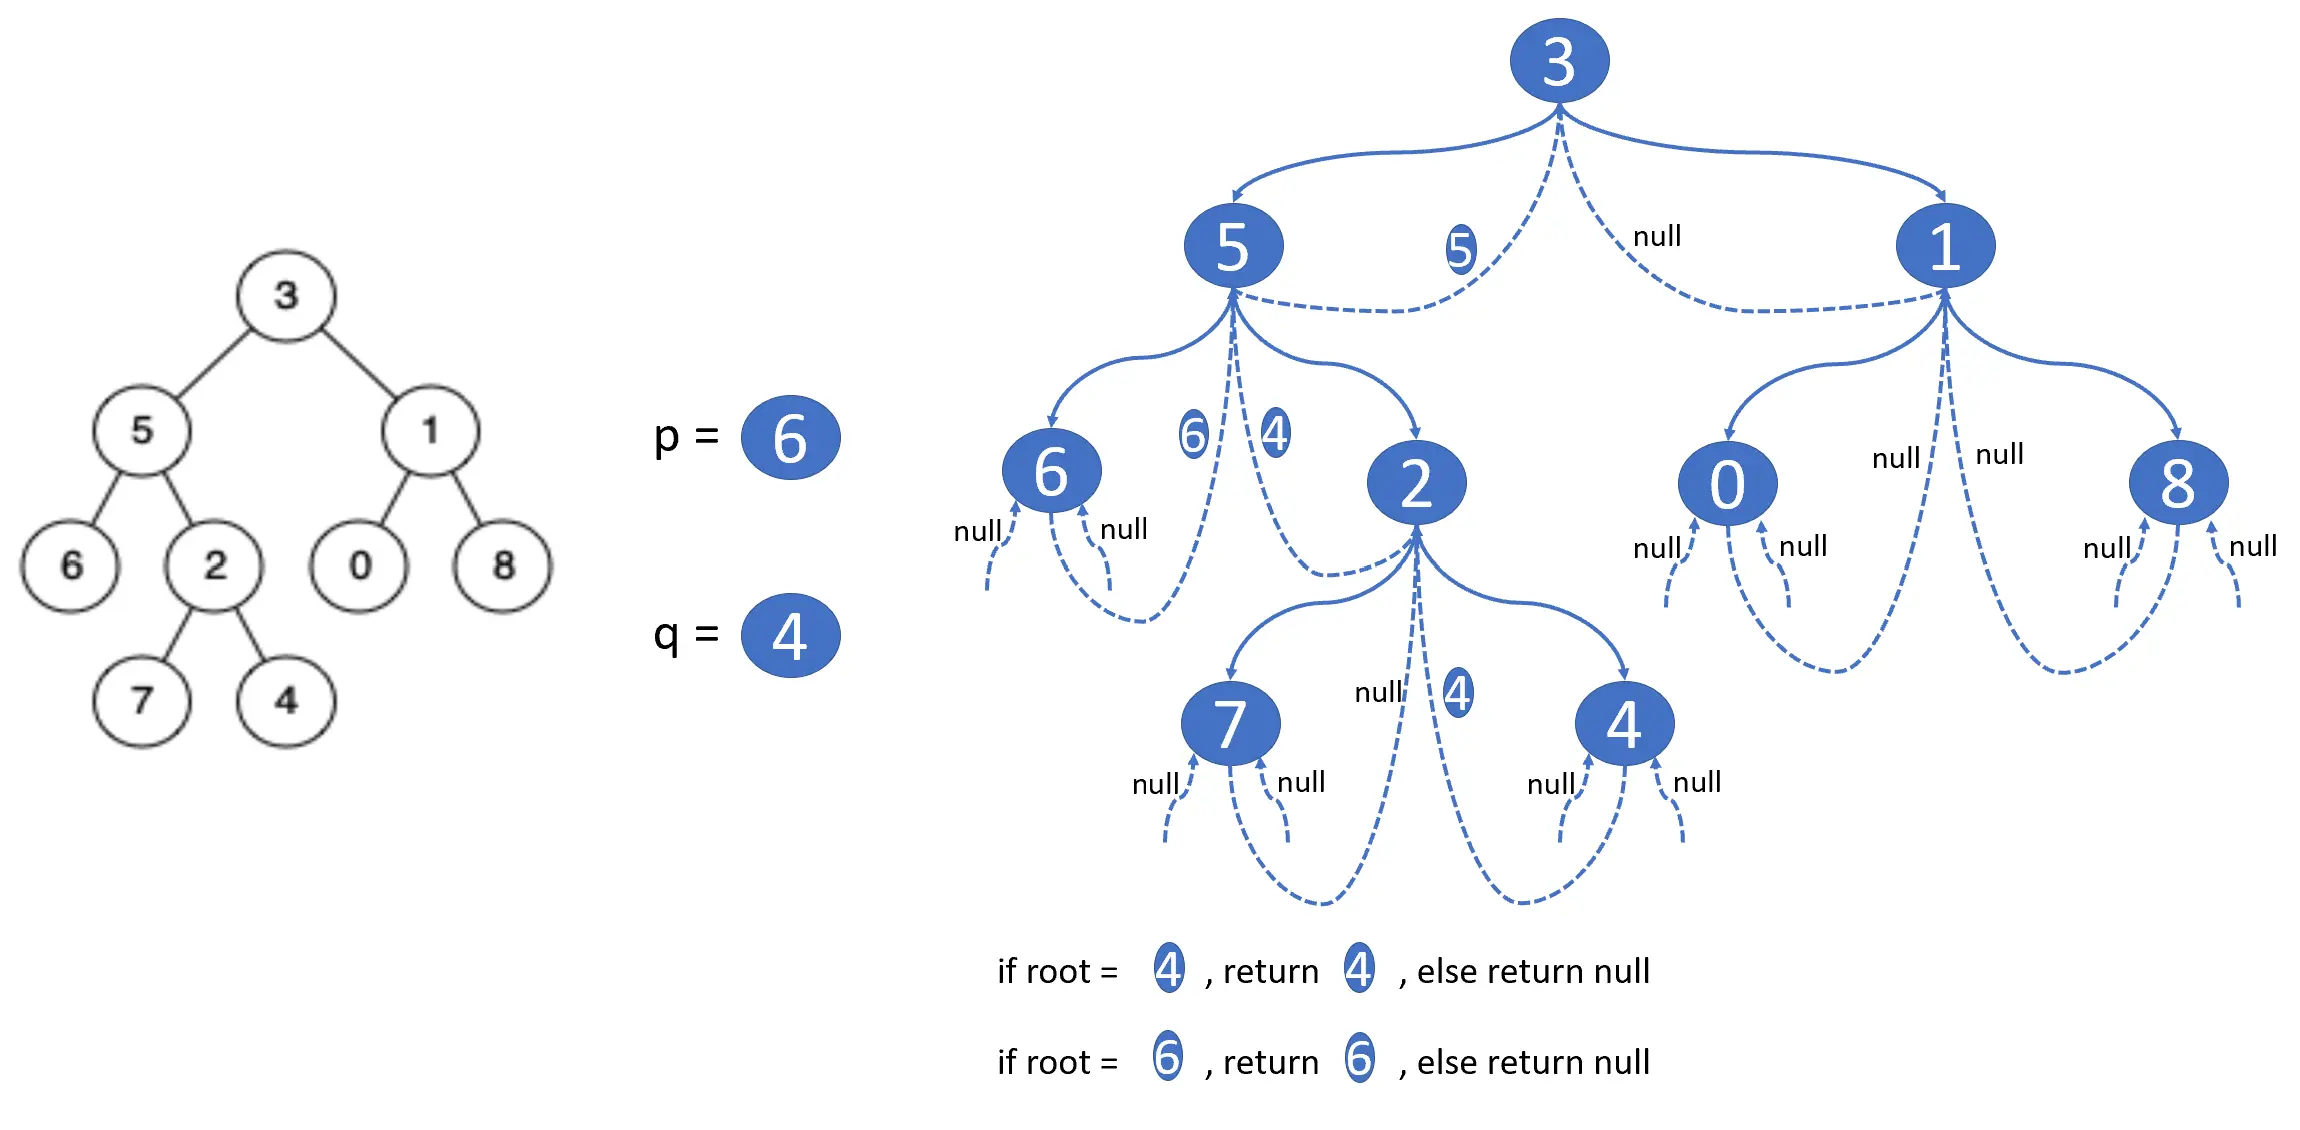 3
5 1
6 2 0 8
7 4
p = 6
q = 4
3
5 null
5 1
6 4 null null
6 2 0 8
null null null null null null
null 4
7 4
null null null null
if root = 4 , return 4 , else return null
if root = 6 , return 6 , else return null